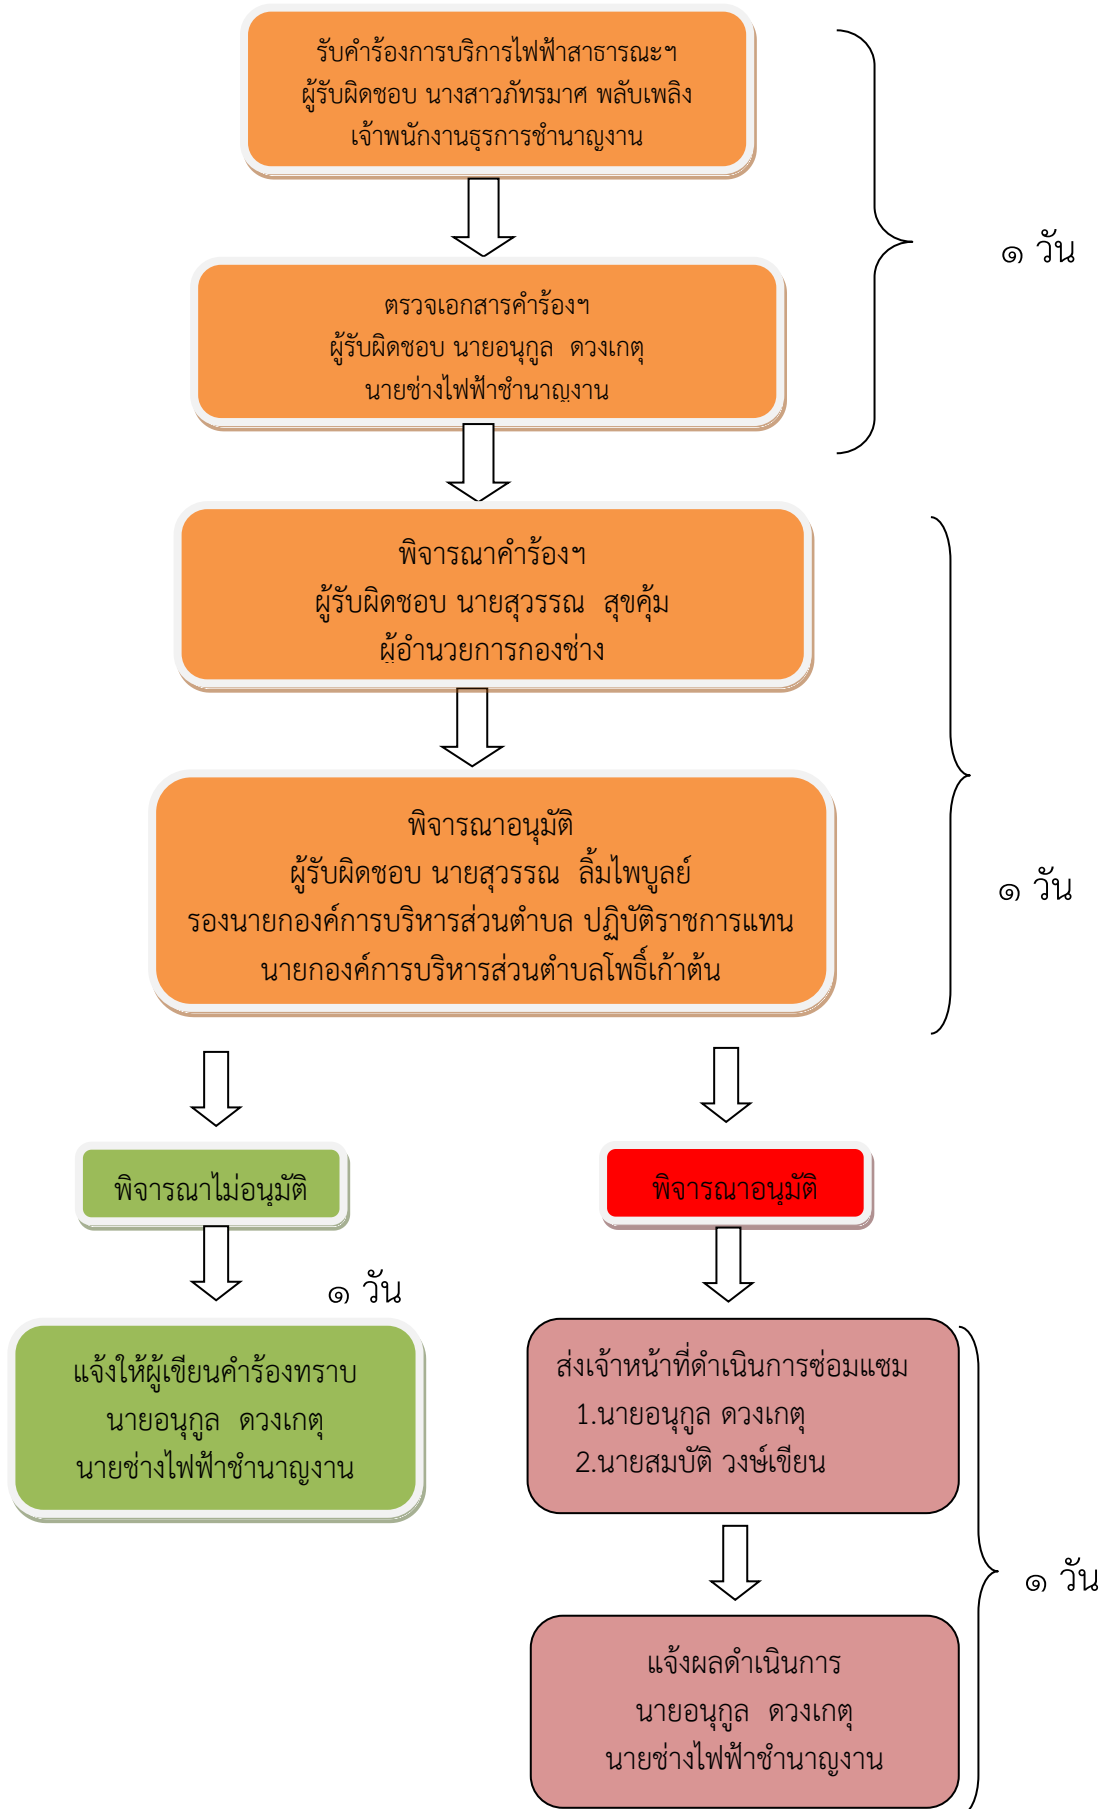 รับคำร้องการบริการไฟฟ้าสาธารณะฯ
ผู้รับผิดชอบ นางสาวภัทรมาศ พลับเพลิง
เจ้าพนักงานธุรการชำนาญงาน
๑ วัน
ตรวจเอกสารคำร้องฯ
ผู้รับผิดชอบ นายอนุกูล ดวงเกตุ
นายช่างไฟฟ้าชำนาญงาน
พิจารณาคำร้องฯ
ผู้รับผิดชอบ นายสุวรรณ สุขคุ้ม
ผู้อำนวยการกองช่าง
พิจารณาอนุมัติ
ผู้รับผิดชอบ นายสุวรรณ ลิ้มไพบูลย์
รองนายกองค์การบริหารส่วนตำบล ปฏิบัติราชการแทน
นายกองค์การบริหารส่วนตำบลโพธิ์เก้าต้น
๑ วัน
พิจารณาไม่อนุมัติ
พิจารณาอนุมัติ
๑ วัน
แจ้งให้ผู้เขียนคำร้องทราบ
นายอนุกูล ดวงเกตุ
นายช่างไฟฟ้าชำนาญงาน
ส่งเจ้าหน้าที่ดำเนินการซ่อมแซม
1.นายอนุกูล ดวงเกตุ
2.นายสมบัติ วงษ์เขียน
๑ วัน
แจ้งผลดำเนินการ
นายอนุกูล ดวงเกตุ
นายช่างไฟฟ้าชำนาญงาน